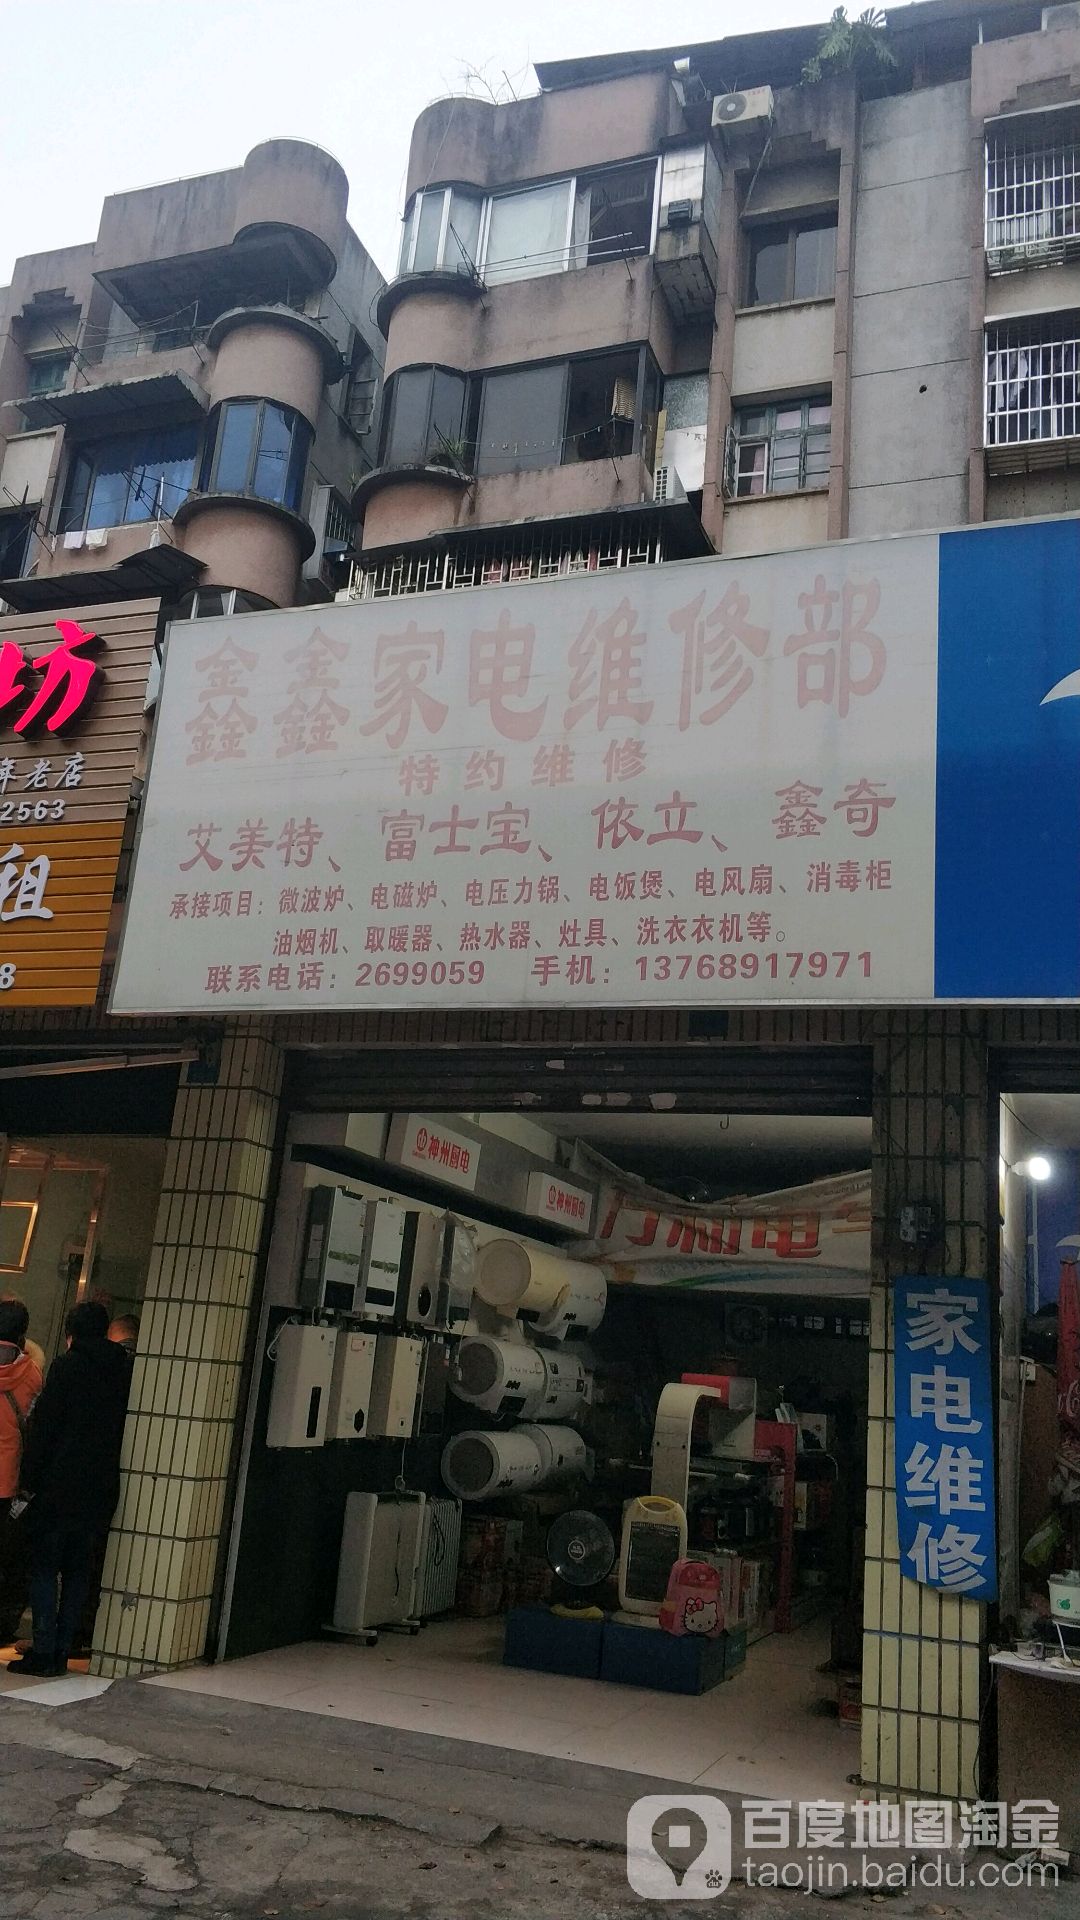 鑫鑫家电维修部
特约维修
艾美特、富士宝、依立、鑫奇
承接项目：微波炉、电磁炉、电压力锅、电饭煲、电风扇、消毒柜
油烟机、取暖器、热水器、灶具、洗衣衣机等。
联系电话：2699059 手机：13768917971
坊
年老店
2563
租
8
神州厨电
神州厨电
万和电气
家电维修
百度地图淘金
taojin.baidu.com